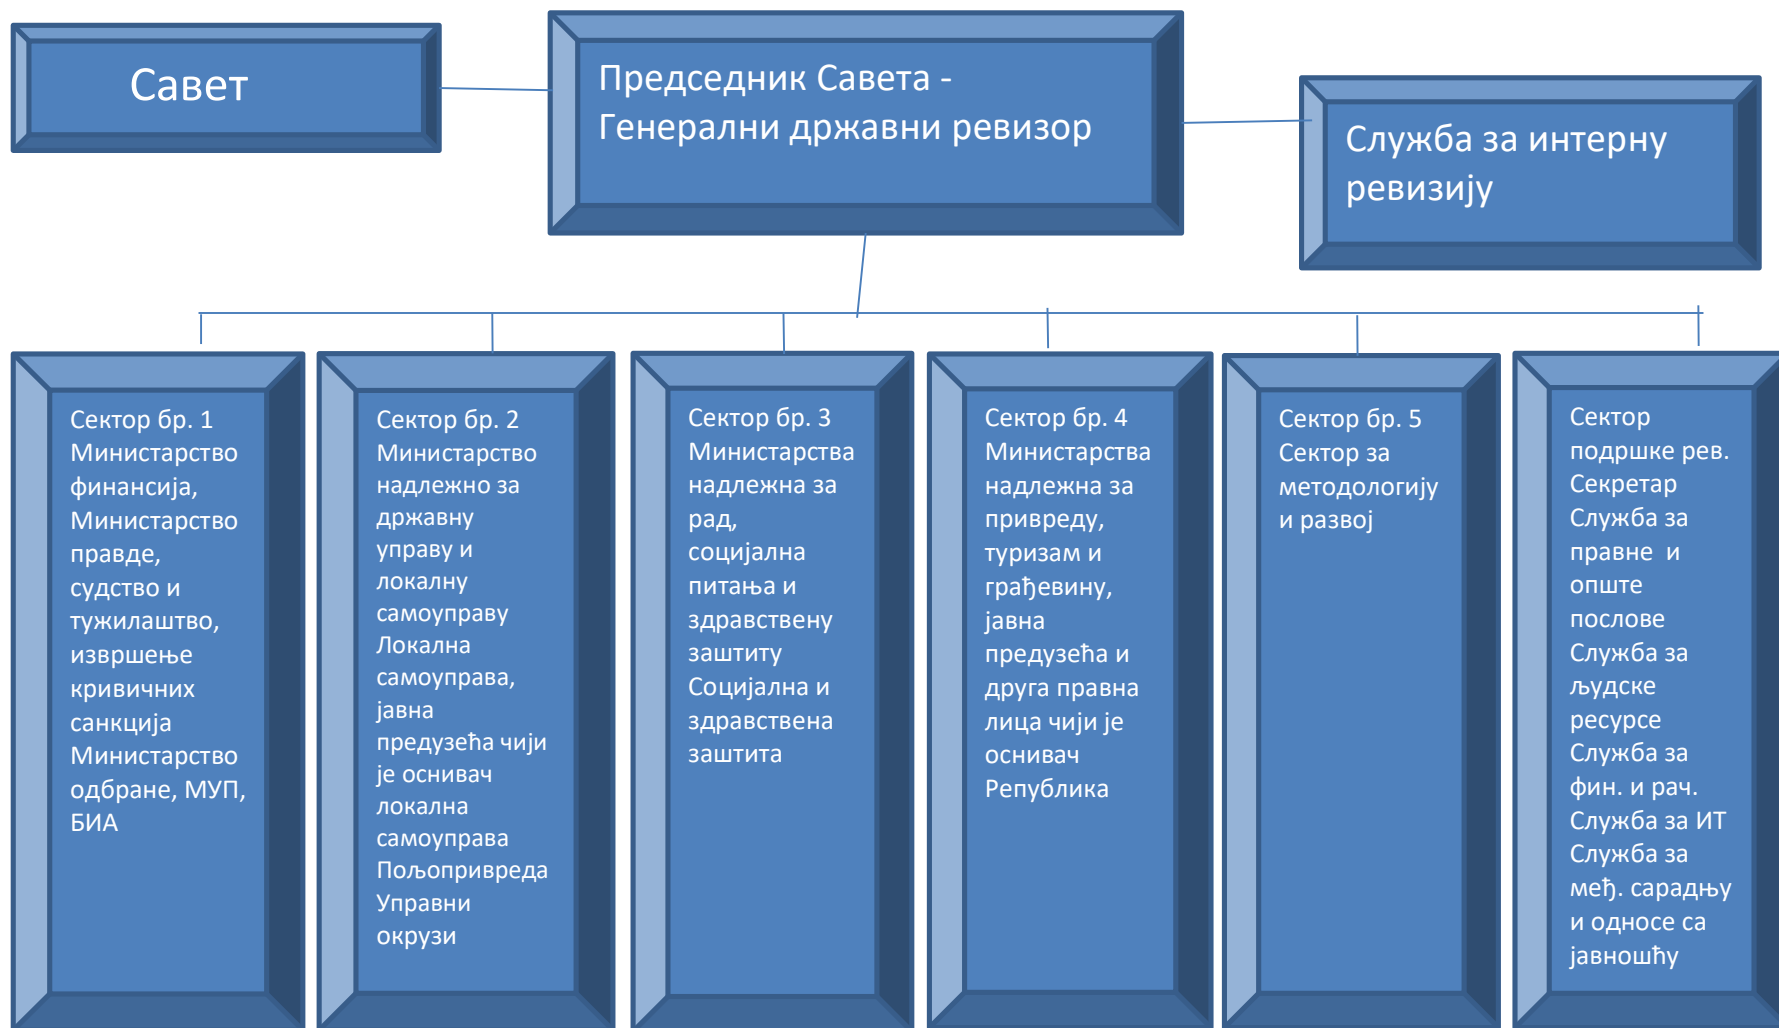 Савет
Председник Савета -
Генерални државни ревизор
Служба за интерну
ревизију
Сектор бр. 1
Министарство
финансија,
Министарство
правде,
судство и
тужилаштво,
извршење
кривичних
санкција
Министарство
одбране, МУП,
БИА
Сектор бр. 2
Министарство
надлежно за
државну
управу и
локалну
самоуправу
Локална
самоуправа,
јавна
предузећа чији
је оснивач
локална
самоуправа
Пољопривреда
Управни
окрузи
Сектор бр. 3
Министарства
надлежна за
рад,
социјална
питања и
здравствену
заштиту
Социјална и
здравствена
заштита
Сектор бр. 4
Министарства
надлежна за
привреду,
туризам и
грађевину,
јавна
предузећа и
друга правна
лица чији је
оснивач
Република
Сектор бр. 5
Сектор за
методологију
и развој
Сектор
подршке рев.
Секретар
Служба за
правне  и
опште
послове
Служба за
људске
ресурсе
Служба за
фин. и рач.
Служба за ИТ
Служба за
међ. сарадњу
и односе са
јавношћу